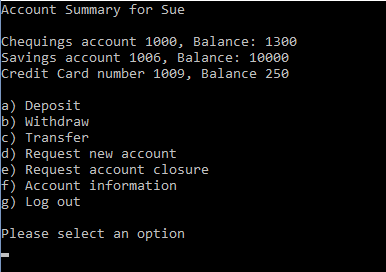 Account Summary for Sue
Chequings account 1000, Balance: 1300
Savings account 1006, Balance: 10000
Credit Card number 1009, Balance 250
a) Deposit
b) Withdraw
c) Transfer
d) Request new account
e) Request account closure
f) Account information
g) Log out
Please select an option